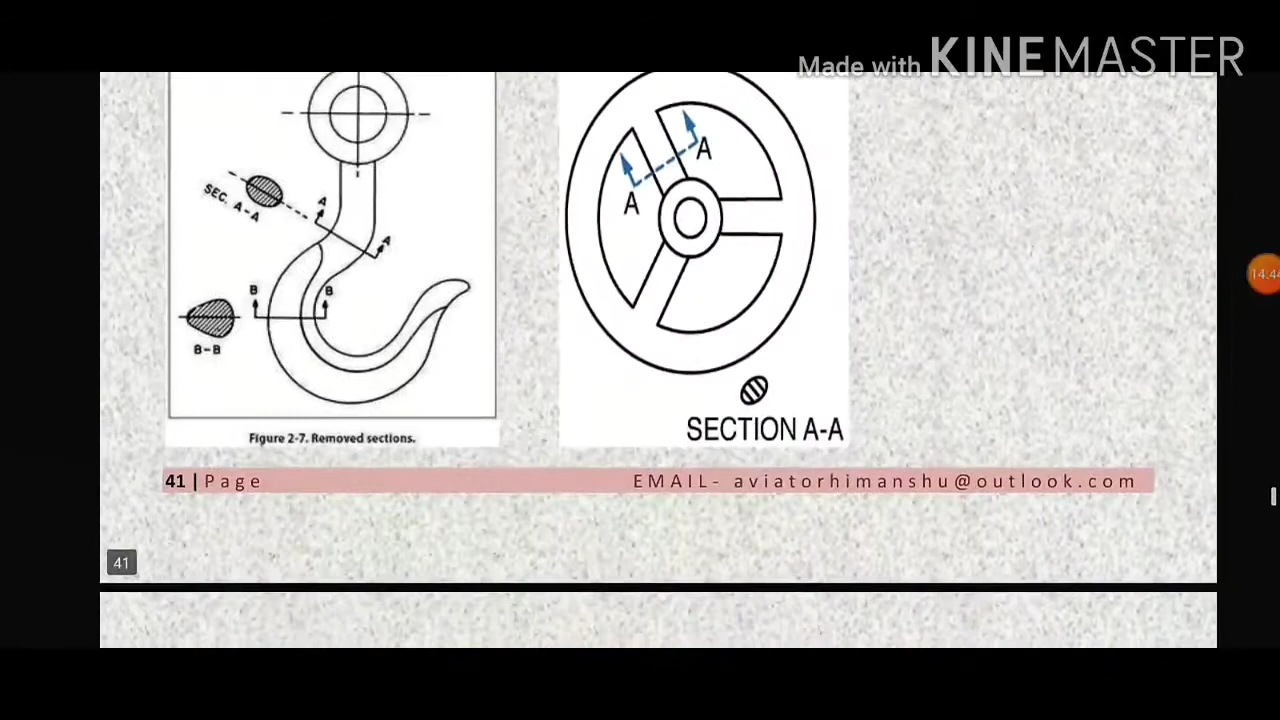 Made with KINEMASTER
A
A
SEC. A-A
A
A
B
B
B-B
SECTION A-A
Figure 2-7. Removed sections.
41 | Page
EMAIL- aviatorhimanshu@outlook.com
41